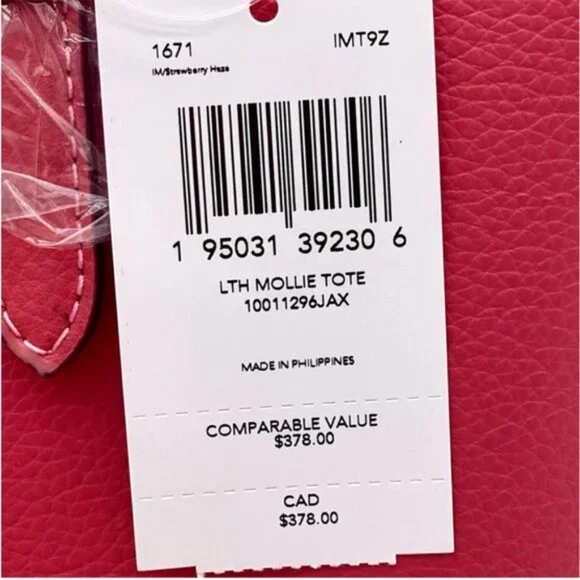 1671 IMT9Z
IM/Strawberry Haze
1 95031 39230 6
LTH MOLLIE TOTE
10011296JAX
MADE IN PHILIPPINES
COMPARABLE VALUE
$378.00
CAD
$378.00